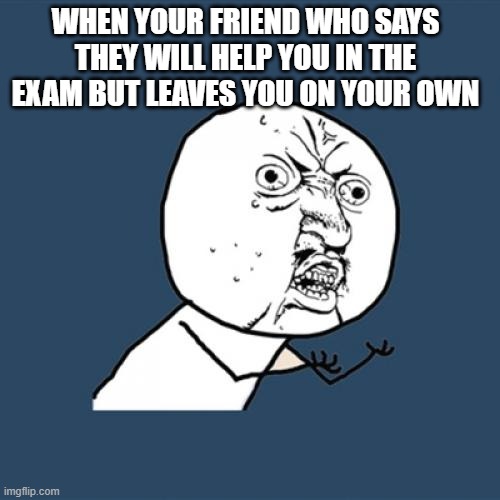 WHEN YOUR FRIEND WHO SAYS
THEY WILL HELP YOU IN THE
EXAM BUT LEAVES YOU ON YOUR OWN
imgflip.com